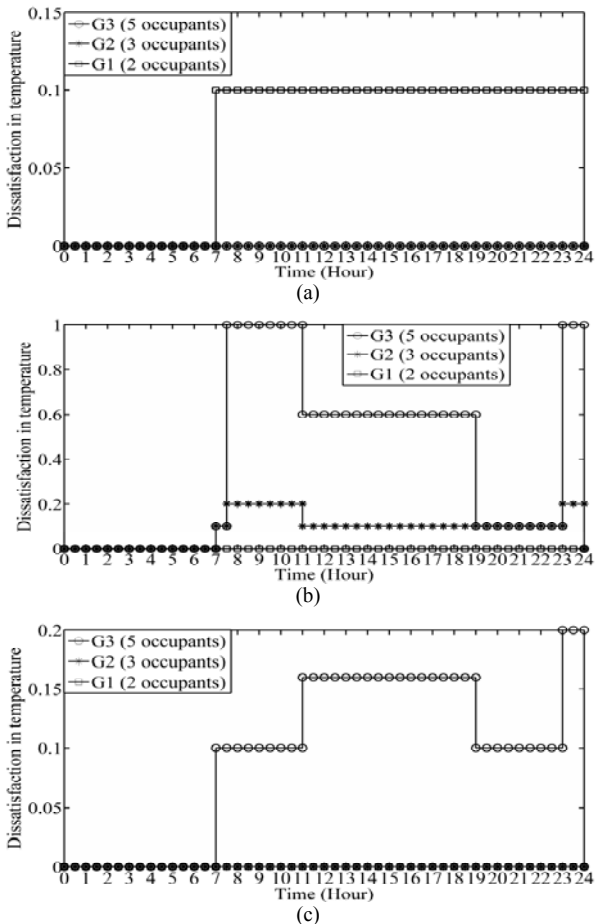 0.15
G3 (5 occupants)
G2 (3 occupants)
G1 (2 occupants)
0.1
0.05
0
Dissatisfaction in temperature
0 1 2 3 4 5 6 7 8 9 10 11 12 13 14 15 16 17 18 19 20 21 22 23 24
Time (Hour)
(a)
1
G3 (5 occupants)
G2 (3 occupants)
G1 (2 occupants)
0.8
0.6
0.4
0.2
0
Dissatisfaction in temperature
0 1 2 3 4 5 6 7 8 9 10 11 12 13 14 15 16 17 18 19 20 21 22 23 24
Time (Hour)
(b)
0.2
G3 (5 occupants)
G2 (3 occupants)
G1 (2 occupants)
0.15
0.1
0.05
0
Dissatisfaction in temperature
0 1 2 3 4 5 6 7 8 9 10 11 12 13 14 15 16 17 18 19 20 21 22 23 24
Time (Hour)
(c)